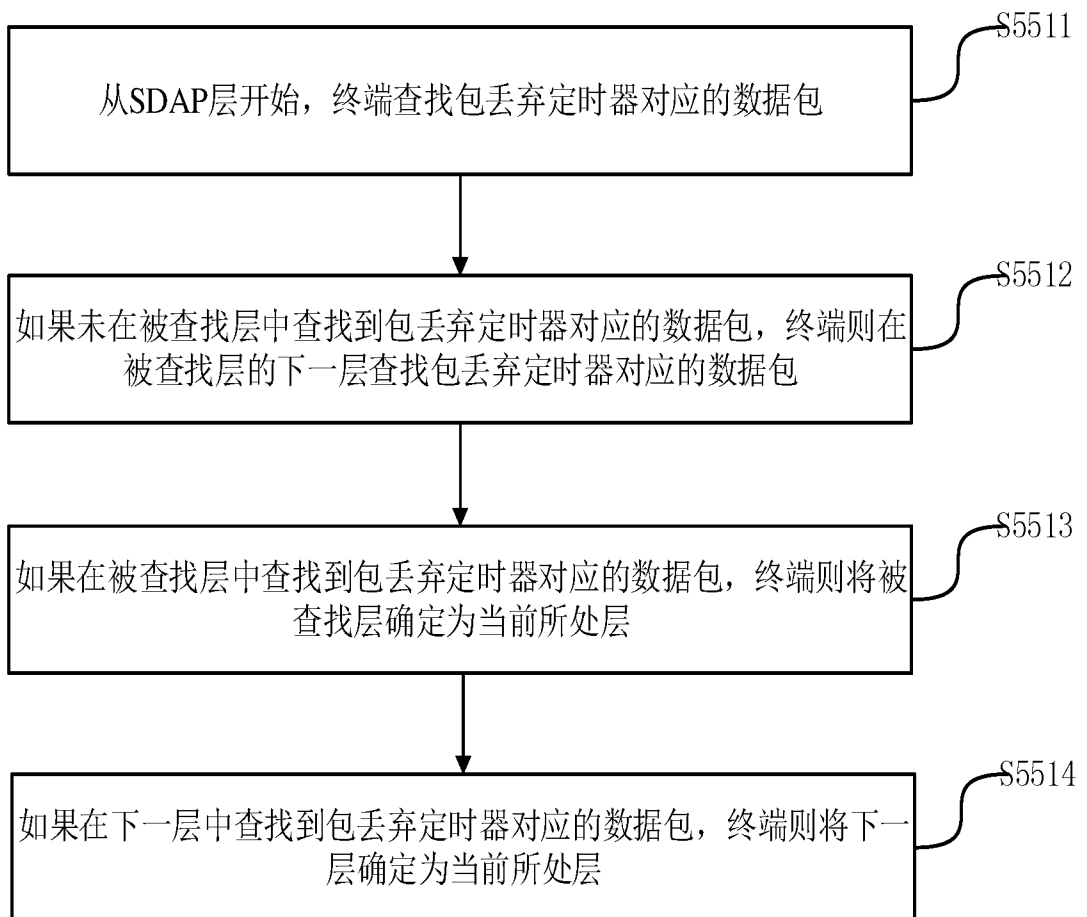 S5511
从SDAP层开始，终端查找包丢弃定时器对应的数据包
S5512
如果未在被查找层中查找到包丢弃定时器对应的数据包，终端则在
被查找层的下一层查找包丢弃定时器对应的数据包
S5513
如果在被查找层中查找到包丢弃定时器对应的数据包，终端则将被
查找层确定为当前所处层
S5514
如果在下一层中查找到包丢弃定时器对应的数据包，终端则将下一
层确定为当前所处层